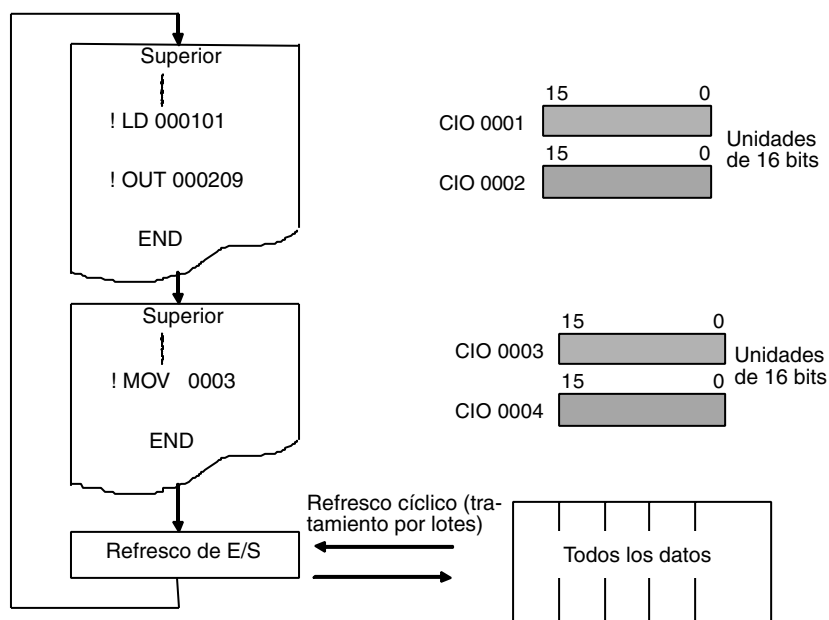 Superior
! LD 000101
! OUT 000209
END
15 0
CIO 0001
15 0
CIO 0002
Unidades
de 16 bits
Superior
! MOV 0003
END
15 0
CIO 0003
15 0
CIO 0004
Unidades
de 16 bits
Refresco cíclico (tra-
tamiento por lotes)
Refresco de E/S
Todos los datos